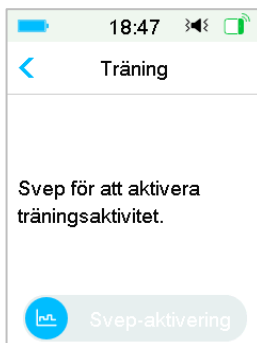 18:47
Träning
Svep för att aktivera
träningsaktivitet.
Svep-aktivering